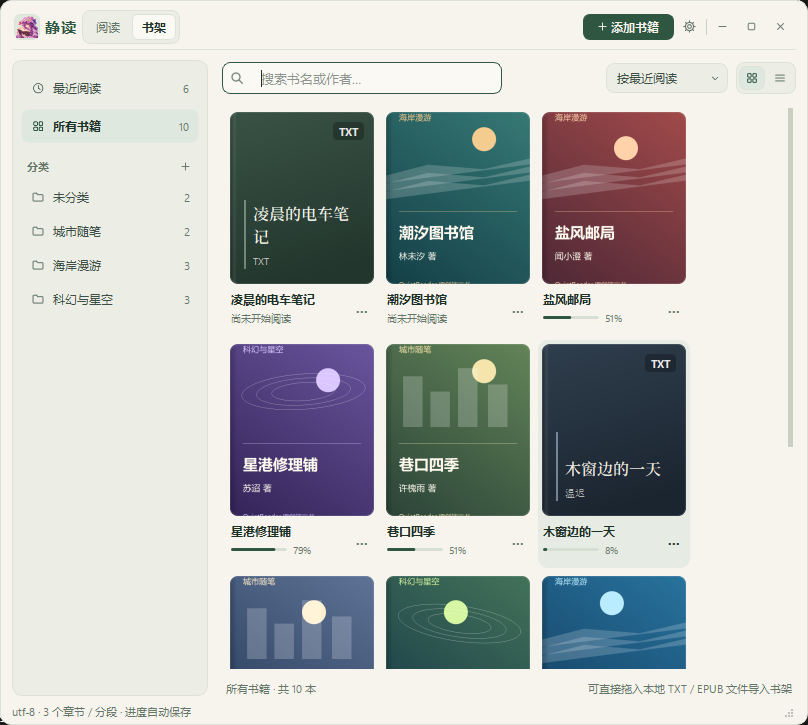 静读
阅读
书架
+ 添加书籍
最近阅读 6
所有书籍 10
分类 +
未分类 2
城市随笔 2
海岸漫游 3
科幻与星空 3
搜索书名或作者...
按最近阅读
TXT
凌晨的电车笔
记
TXT
凌晨的电车笔记
尚未开始阅读
海岸漫游
潮汐图书馆
林未汐 著
潮汐图书馆
尚未开始阅读
海岸漫游
盐风邮局
闻小澄 著
盐风邮局
51%
科幻与星空
星港修理铺
苏迢 著
星港修理铺
79%
城市随笔
巷口四季
许槐雨 著
巷口四季
51%
TXT
木窗边的一天
温迟
木窗边的一天
8%
城市随笔
科幻与星空
海岸漫游
所有书籍 · 共 10 本
可直接拖入本地 TXT / EPUB 文件导入书架
utf-8 · 3 个章节 / 分段 · 进度自动保存